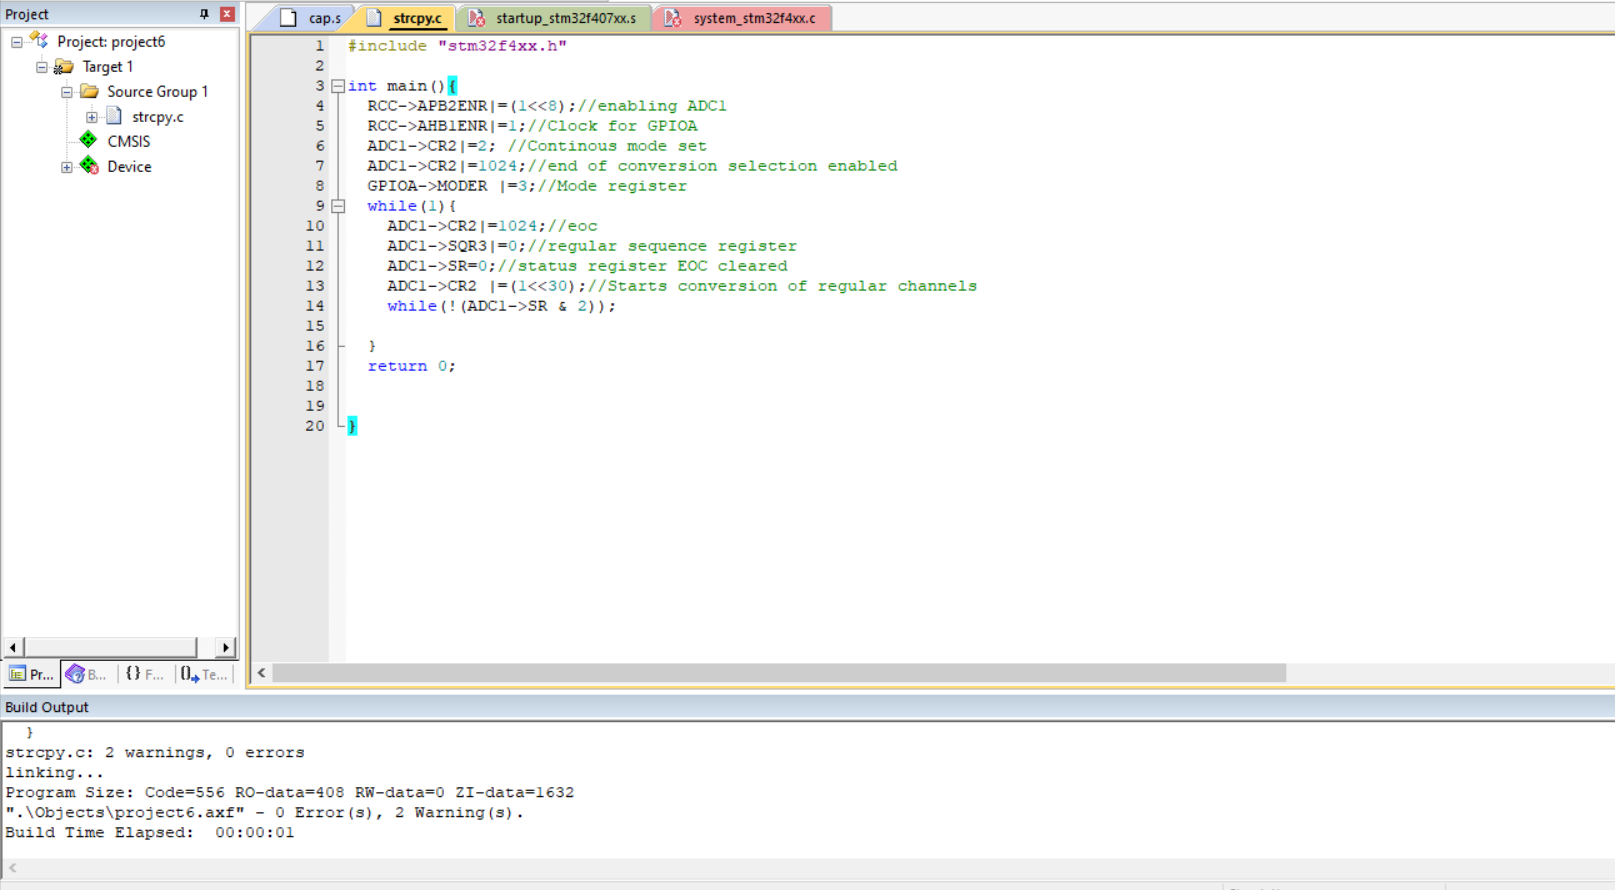 Project
Project: project6
Target 1
Source Group 1
strcpy.c
CMSIS
Device
Pr...
B...
{} F...
Te...
cap.s
strcpy.c
startup_stm32f407xx.s
system_stm32f4xx.c
1 #include "stm32f4xx.h"
2
3 int main(){
4 RCC->APB2ENR|=(1<<8);//enabling ADC1
5 RCC->AHB1ENR|=1;//Clock for GPIOA
6 ADC1->CR2|=2; //Continous mode set
7 ADC1->CR2|=1024;//end of conversion selection enabled
8 GPIOA->MODER |=3;//Mode register
9 while(1){
10 ADC1->CR2|=1024;//eoc
11 ADC1->SQR3|=0;//regular sequence register
12 ADC1->SR=0;//status register EOC cleared
13 ADC1->CR2 |=(1<<30);//Starts conversion of regular channels
14 while(!(ADC1->SR & 2));
15
16 }
17 return 0;
18
19
20 }
Build Output
}
strcpy.c: 2 warnings, 0 errors
linking...
Program Size: Code=556 RO-data=408 RW-data=0 ZI-data=1632
".\Objects\project6.axf" - 0 Error(s), 2 Warning(s).
Build Time Elapsed: 00:00:01